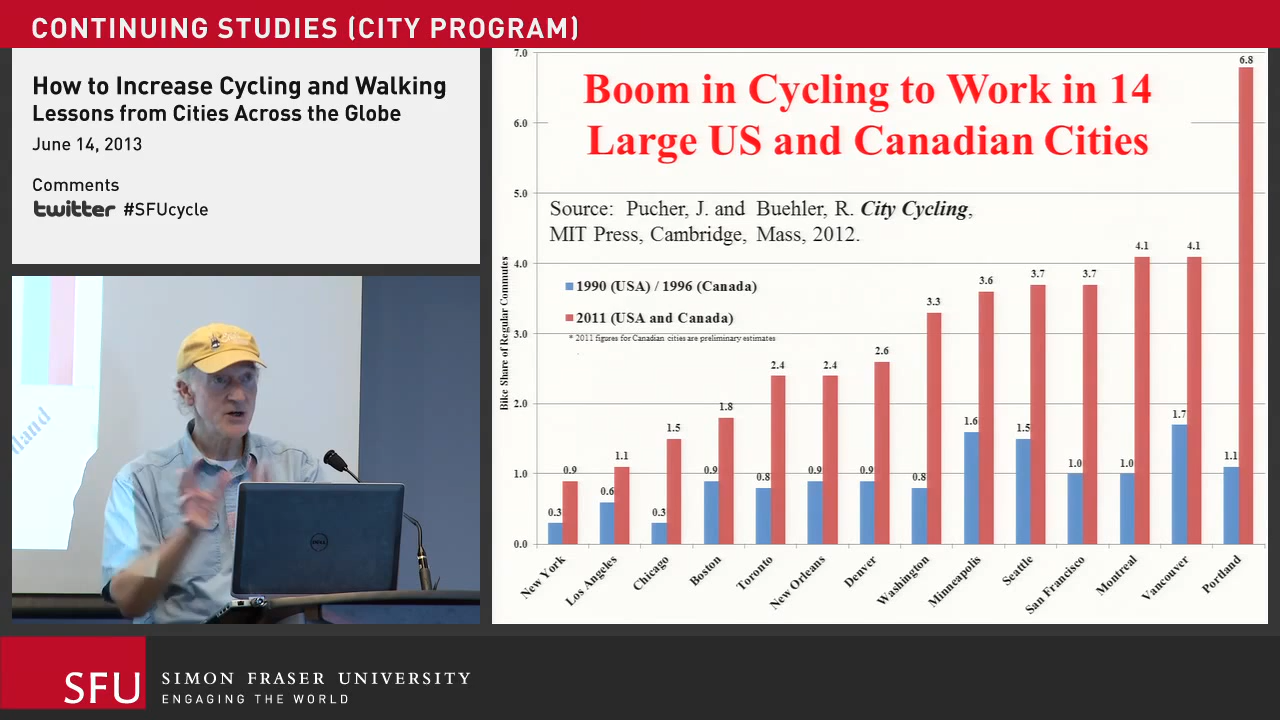 CONTINUING STUDIES (CITY PROGRAM)
How to Increase Cycling and Walking
Lessons from Cities Across the Globe
June 14, 2013
Comments
twitter #SFUcycle
land
DELL
Boom in Cycling to Work in 14
Large US and Canadian Cities
Source: Pucher, J. and Buehler, R. City Cycling,
MIT Press, Cambridge, Mass, 2012.
1990 (USA) / 1996 (Canada)
2011 (USA and Canada)
* 2011 figures for Canadian cities are preliminary estimates
Bike Share of Regular Commutes
7.0
6.0
5.0
4.0
3.0
2.0
1.0
0.0
0.3 0.9
0.6 1.1
0.3 1.5
0.9 1.8
0.8 2.4
0.9 2.4
0.9 2.6
0.8 3.3
1.6 3.6
1.5 3.7
1.0 3.7
1.0 4.1
1.7 4.1
1.1 6.8
New York
Los Angeles
Chicago
Boston
Toronto
New Orleans
Denver
Washington
Minneapolis
Seattle
San Francisco
Montreal
Vancouver
Portland
SFU
SIMON FRASER UNIVERSITY
ENGAGING THE WORLD